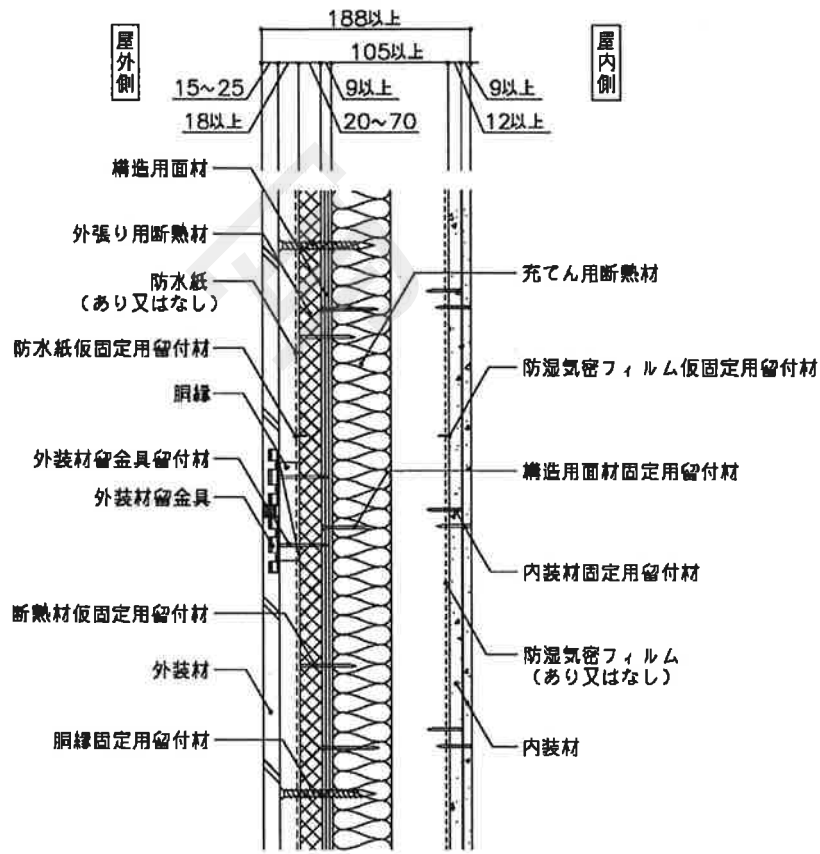 188以上
屋外側
105以上
屋内側
15~25
9以上
9以上
18以上
20~70
12以上
構造用面材
外張り用断熱材
防水紙
(あり又はなし)
防水紙仮固定用留付材
胴縁
外装材留金具留付材
外装材留金具
断熱材仮固定用留付材
外装材
胴縁固定用留付材
充てん用断熱材
防湿気密フィルム仮固定用留付材
構造用面材固定用留付材
内装材固定用留付材
防湿気密フィルム
(あり又はなし)
内装材